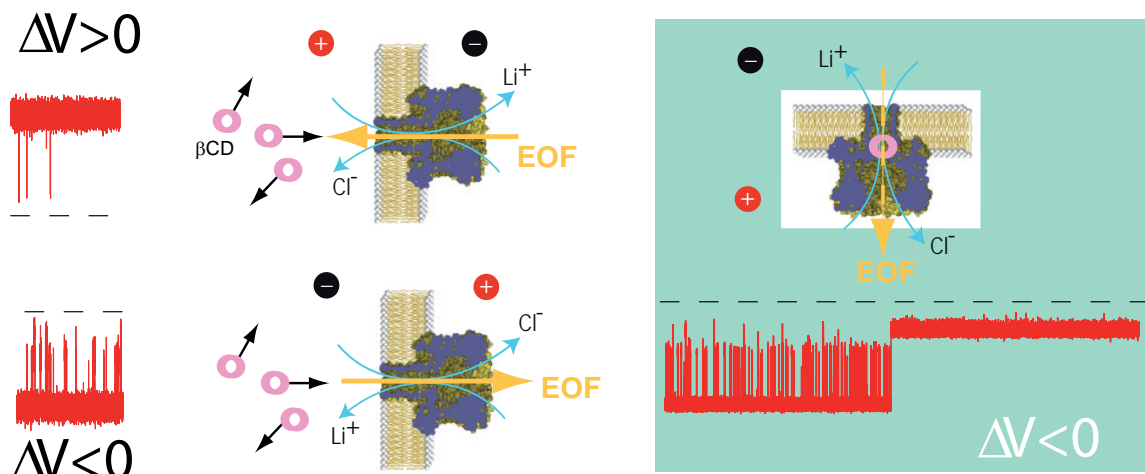 ΔV>0
+
−
Li⁺
βCD
EOF
Cl⁻
−
+
Cl⁻
EOF
Li⁺
ΔV<0
−
Li⁺
+
Cl⁻
EOF
ΔV<0